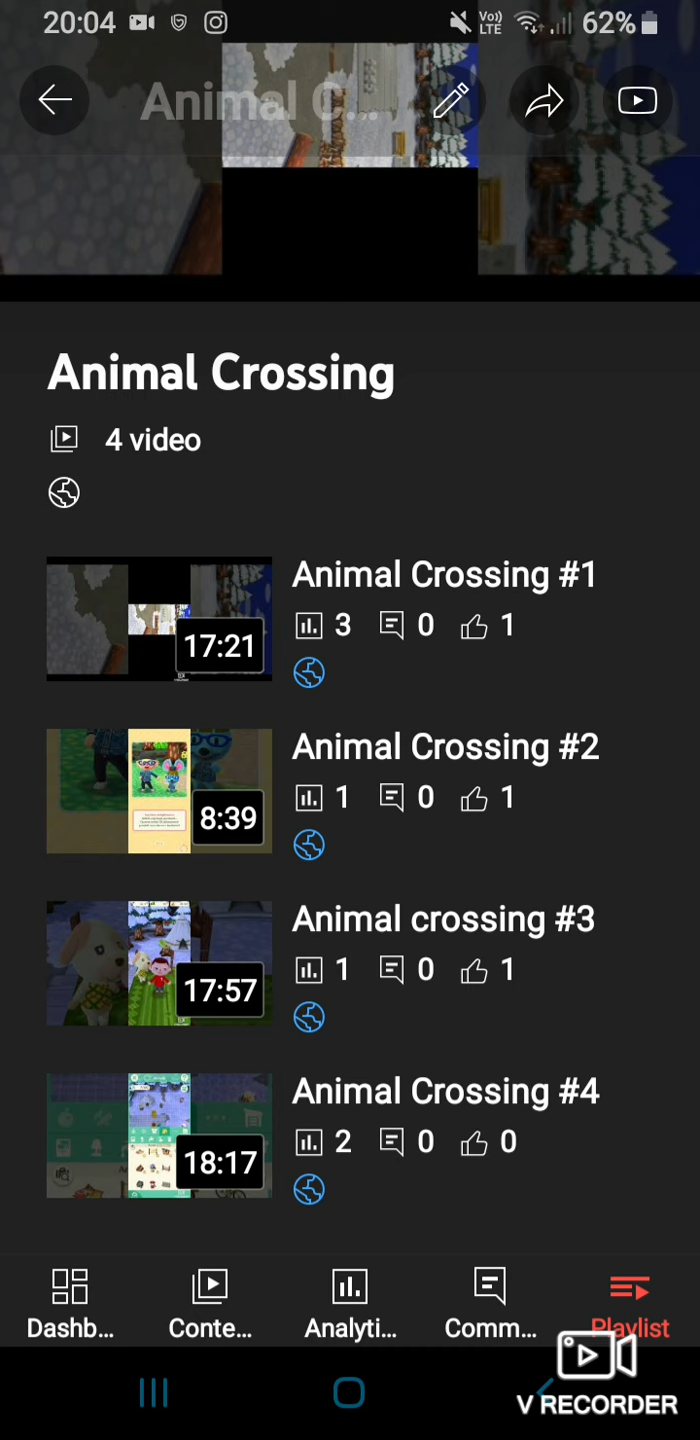 20:04 Vo)) LTE 62%
Animal C...
Animal Crossing
4 video
Animal Crossing #1
3 0 1
17:21
Animal Crossing #2
1 0 1
8:39
Animal crossing #3
1 0 1
17:57
Animal Crossing #4
2 0 0
18:17
Dashb... Conte... Analyti... Comm... Playlist
V RECORDER